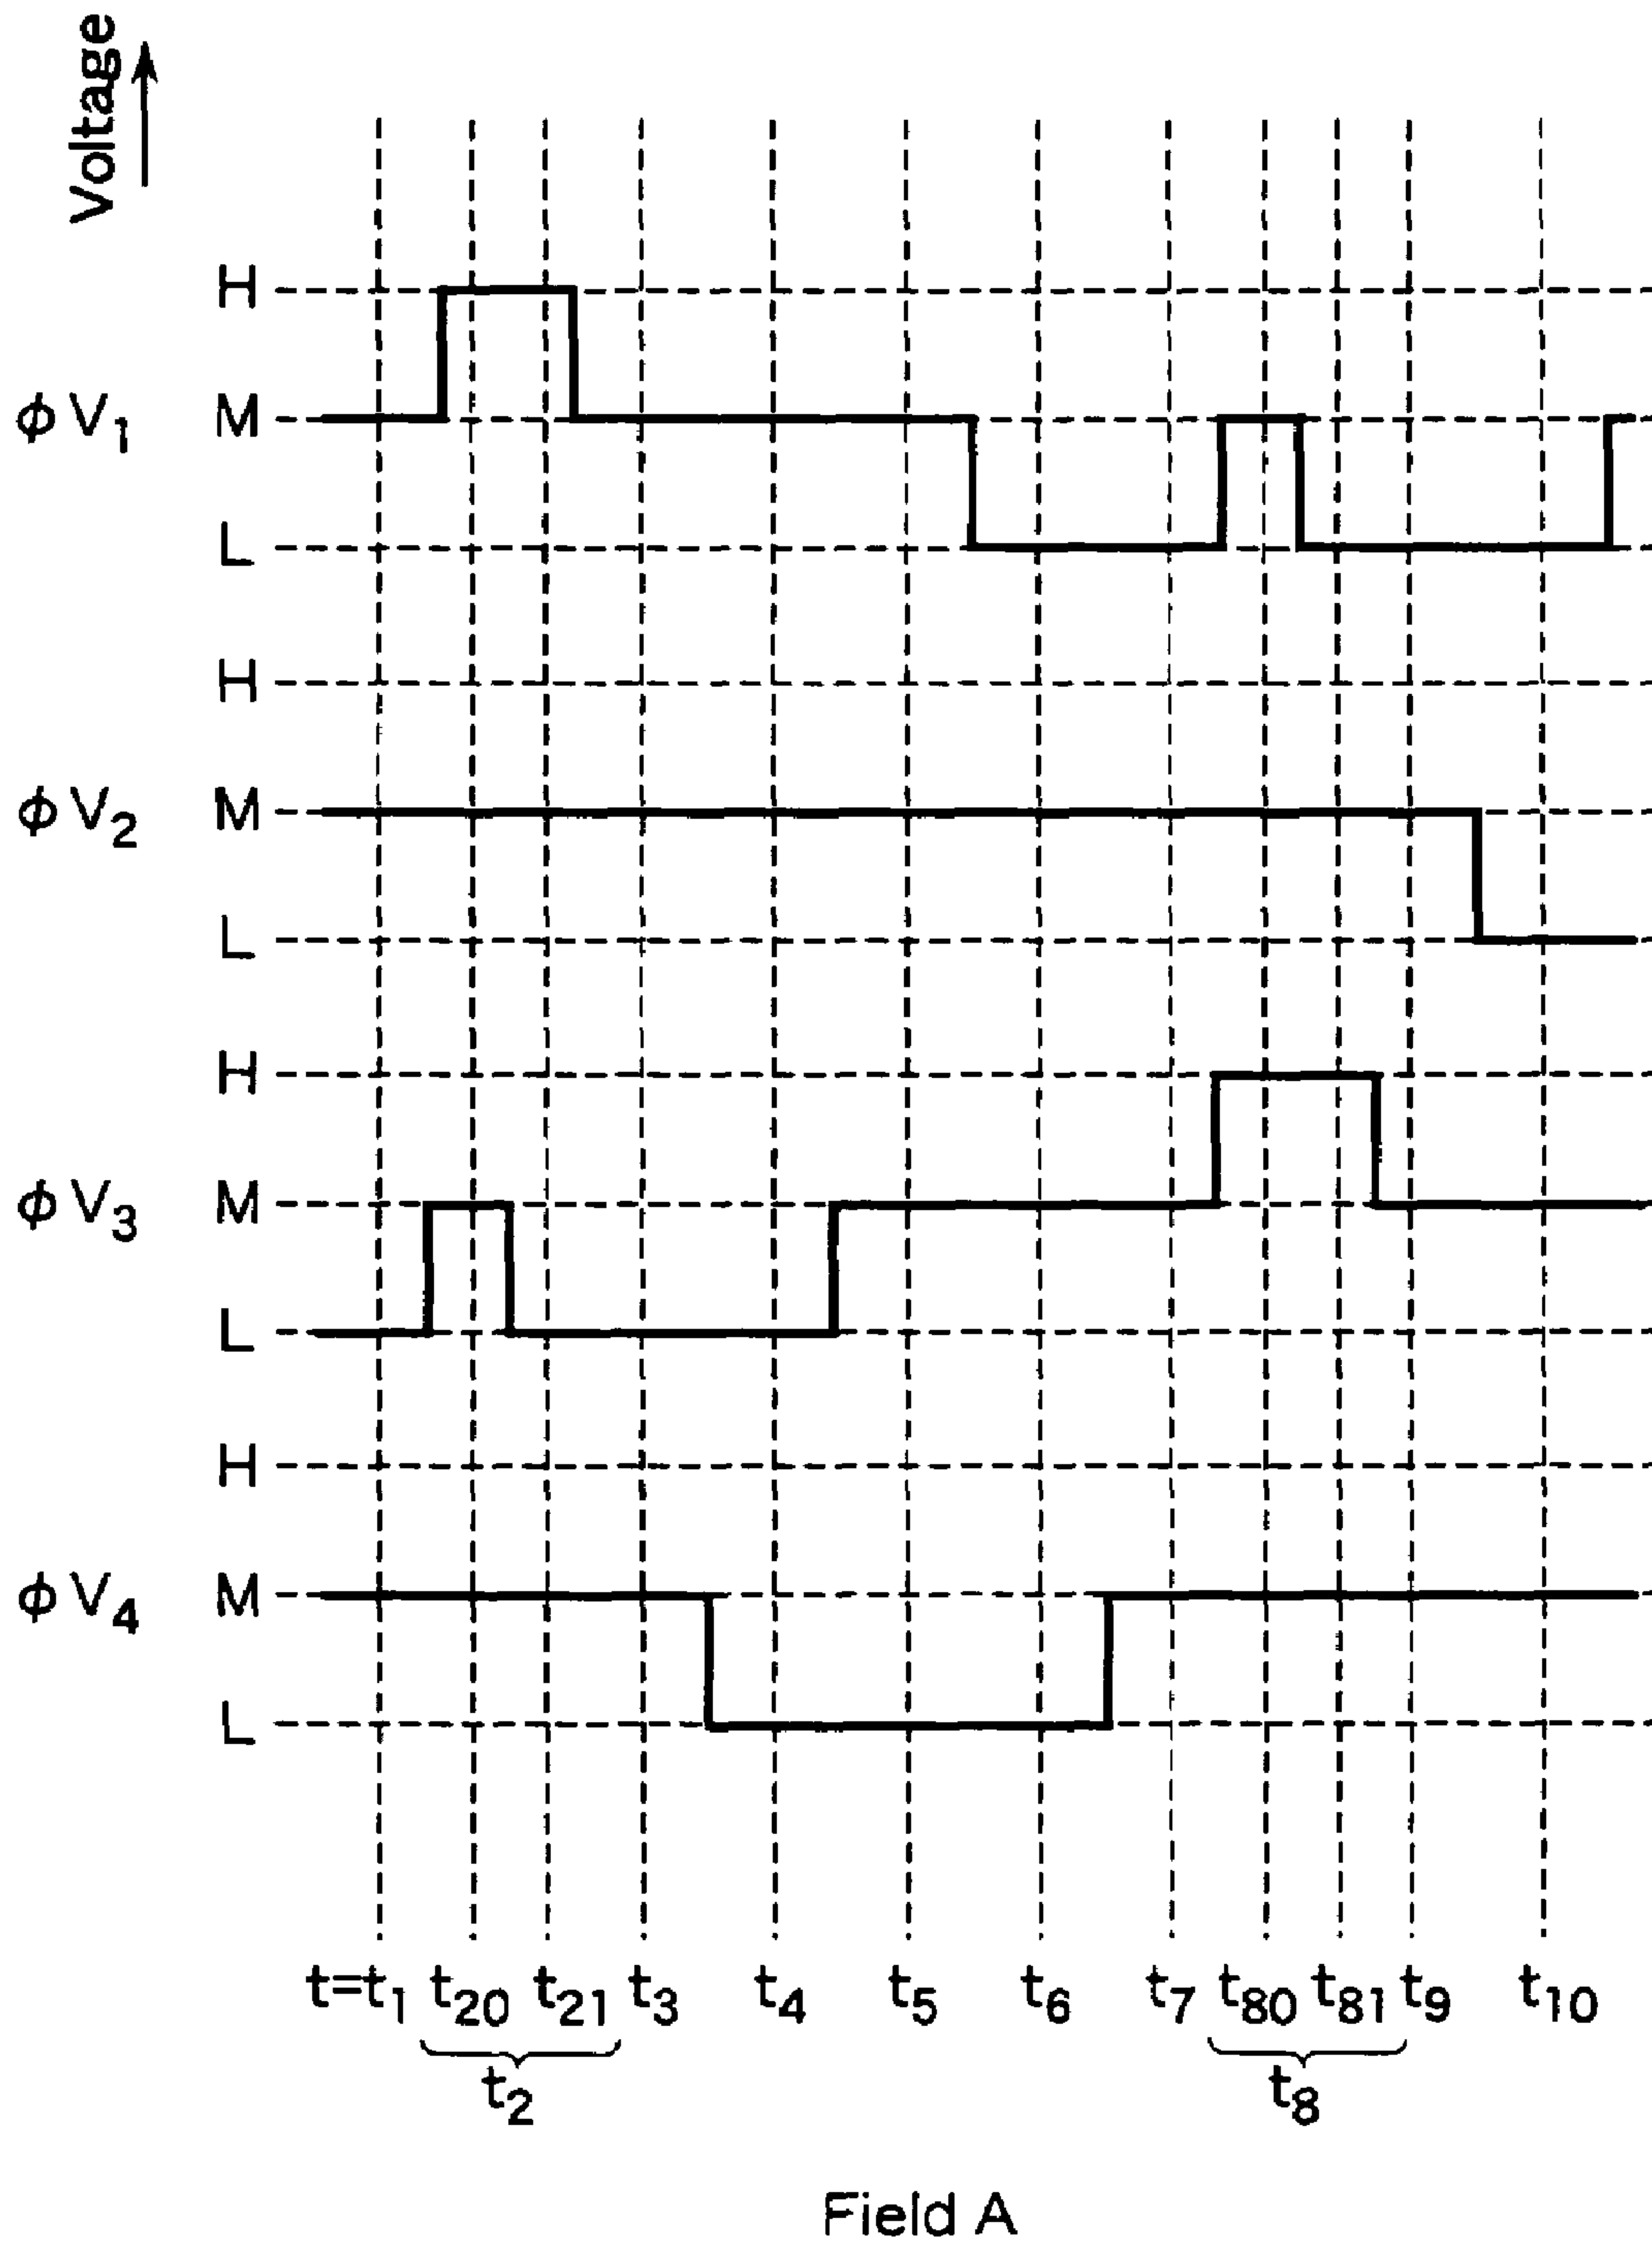 Voltage
H
φV₁ M
L
H
φV₂ M
L
H
φV₃ M
L
H
φV₄ M
L
t=t₁ t₂₀ t₂₁ t₃ t₄ t₅ t₆ t₇ t₈₀ t₈₁ t₉ t₁₀
t₂ t₈
Field A